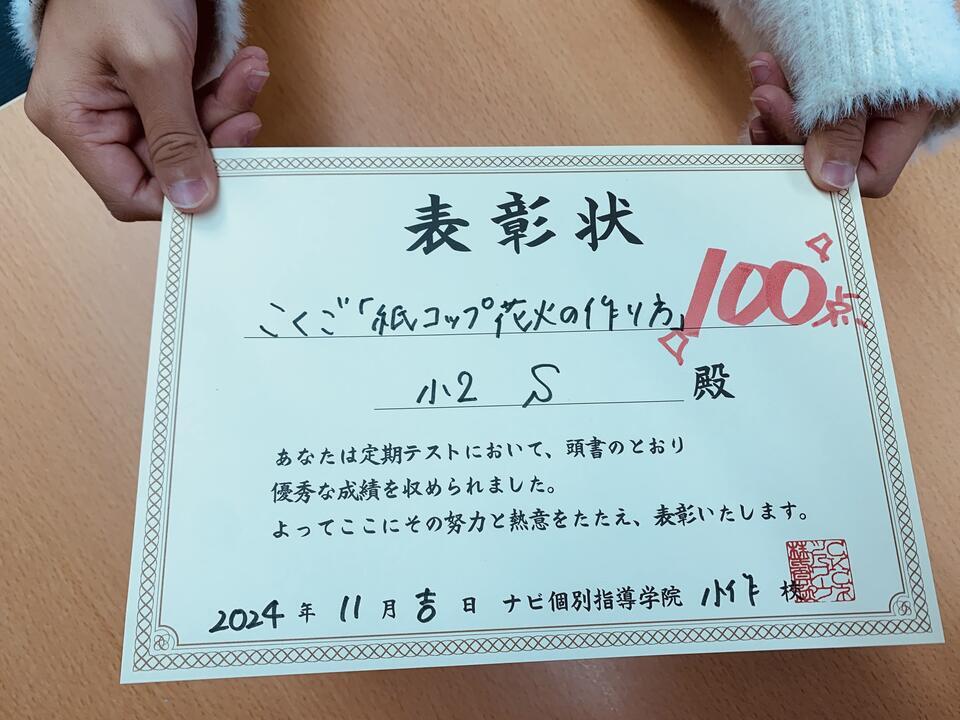 表彰状
こくご「紙コップ花火の作り方」100点
小2 S 殿
あなたは定期テストにおいて、頭書のとおり
優秀な成績を収められました。
よってここにその努力と熱意をたたえ、表彰いたします。
2024年11月吉日 ナビ個別指導学院 小作 校